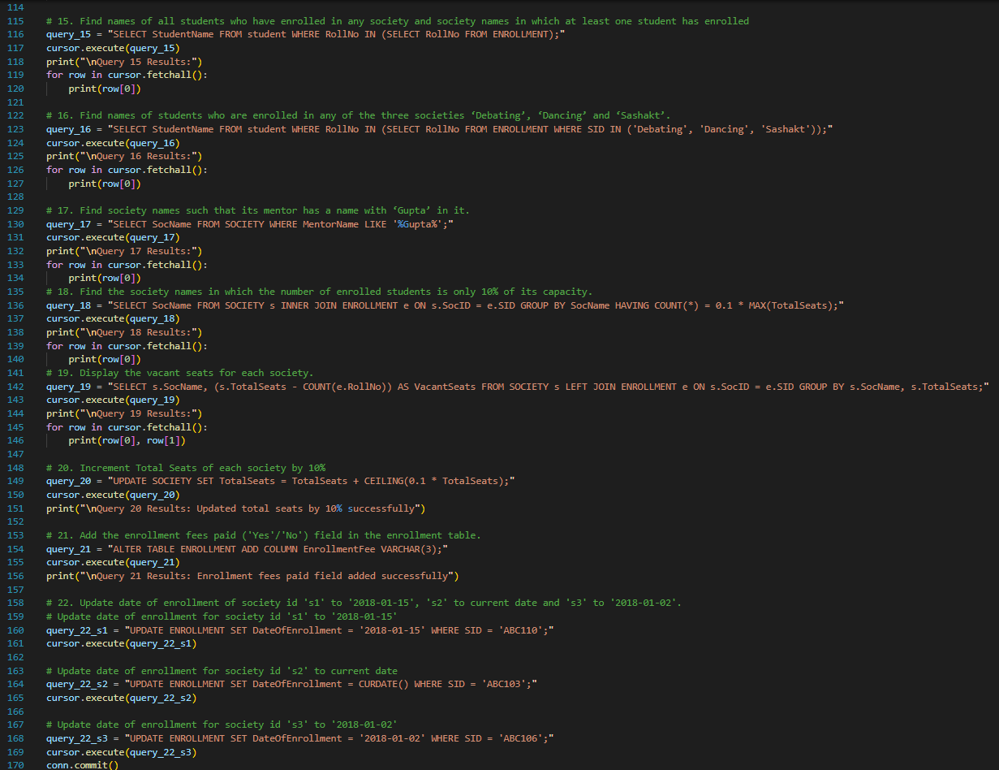 114
115 # 15. Find names of all students who have enrolled in any society and society names in which at least one student has enrolled
116 query_15 = "SELECT StudentName FROM student WHERE RollNo IN (SELECT RollNo FROM ENROLLMENT);"
117 cursor.execute(query_15)
118 print("\nQuery 15 Results:")
119 for row in cursor.fetchall():
120     print(row[0])
121
122 # 16. Find names of students who are enrolled in any of the three societies ‘Debating’, ‘Dancing’ and ‘Sashakt’.
123 query_16 = "SELECT StudentName FROM student WHERE RollNo IN (SELECT RollNo FROM ENROLLMENT WHERE SID IN ('Debating', 'Dancing', 'Sashakt'));"
124 cursor.execute(query_16)
125 print("\nQuery 16 Results:")
126 for row in cursor.fetchall():
127     print(row[0])
128
129 # 17. Find society names such that its mentor has a name with ‘Gupta’ in it.
130 query_17 = "SELECT SocName FROM SOCIETY WHERE MentorName LIKE '%Gupta%';"
131 cursor.execute(query_17)
132 print("\nQuery 17 Results:")
133 for row in cursor.fetchall():
134     print(row[0])
135 # 18. Find the society names in which the number of enrolled students is only 10% of its capacity.
136 query_18 = "SELECT SocName FROM SOCIETY s INNER JOIN ENROLLMENT e ON s.SocID = e.SID GROUP BY SocName HAVING COUNT(*) = 0.1 * MAX(TotalSeats);"
137 cursor.execute(query_18)
138 print("\nQuery 18 Results:")
139 for row in cursor.fetchall():
140     print(row[0])
141 # 19. Display the vacant seats for each society.
142 query_19 = "SELECT s.SocName, (s.TotalSeats - COUNT(e.RollNo)) AS VacantSeats FROM SOCIETY s LEFT JOIN ENROLLMENT e ON s.SocID = e.SID GROUP BY s.SocName, s.TotalSeats;"
143 cursor.execute(query_19)
144 print("\nQuery 19 Results:")
145 for row in cursor.fetchall():
146     print(row[0], row[1])
147
148 # 20. Increment Total Seats of each society by 10%
149 query_20 = "UPDATE SOCIETY SET TotalSeats = TotalSeats + CEILING(0.1 * TotalSeats);"
150 cursor.execute(query_20)
151 print("\nQuery 20 Results: Updated total seats by 10% successfully")
152
153 # 21. Add the enrollment fees paid ('Yes'/'No') field in the enrollment table.
154 query_21 = "ALTER TABLE ENROLLMENT ADD COLUMN EnrollmentFee VARCHAR(3);"
155 cursor.execute(query_21)
156 print("\nQuery 21 Results: Enrollment fees paid field added successfully")
157
158 # 22. Update date of enrollment of society id 's1' to '2018-01-15', 's2' to current date and 's3' to '2018-01-02'.
159 # Update date of enrollment for society id 's1' to '2018-01-15'
160 query_22_s1 = "UPDATE ENROLLMENT SET DateOfEnrollment = '2018-01-15' WHERE SID = 'ABC110';"
161 cursor.execute(query_22_s1)
162
163 # Update date of enrollment for society id 's2' to current date
164 query_22_s2 = "UPDATE ENROLLMENT SET DateOfEnrollment = CURDATE() WHERE SID = 'ABC103';"
165 cursor.execute(query_22_s2)
166
167 # Update date of enrollment for society id 's3' to '2018-01-02'
168 query_22_s3 = "UPDATE ENROLLMENT SET DateOfEnrollment = '2018-01-02' WHERE SID = 'ABC106';"
169 cursor.execute(query_22_s3)
170 conn.commit()